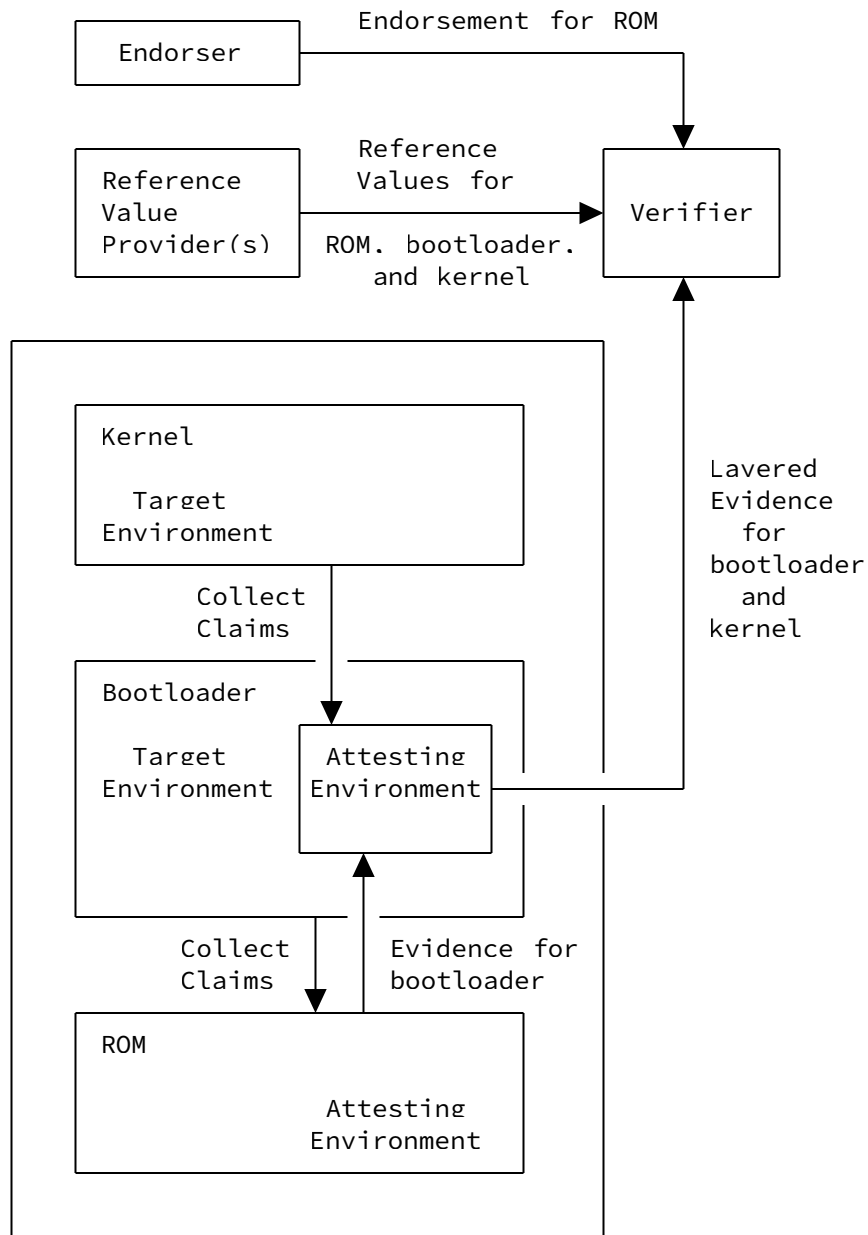 Endorsement for ROM
Endorser
Reference
Values for
ROM, bootloader,
and kernel
Reference
Value
Provider(s)
Verifier
Kernel
Target
Environment
Layered
Evidence
for
bootloader
and
kernel
Collect
Claims
Bootloader
Target
Environment
Attesting
Environment
Collect
Claims
Evidence for
bootloader
ROM
Attesting
Environment